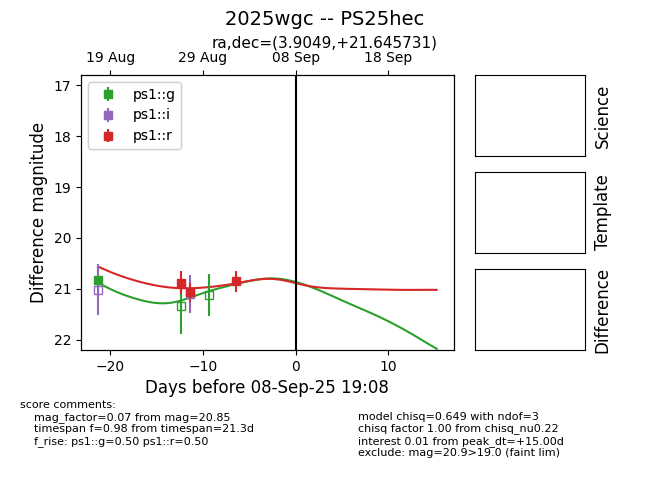 2025wgc -- PS25hec
ra,dec=(3.9049,+21.645731)
19 Aug
29 Aug
08 Sep
18 Sep
17
18
19
20
21
22
Difference magnitude
ps1::g
ps1::i
ps1::r
−20
−10
0
10
Days before 08-Sep-25 19:08
Science
Template
Difference
score comments:
mag_factor=0.07 from mag=20.85
timespan f=0.98 from timespan=21.3d
f_rise: ps1::g=0.50 ps1::r=0.50
model chisq=0.649 with ndof=3
chisq factor 1.00 from chisq_nu0.22
interest 0.01 from peak_dt=+15.00d
exclude: mag=20.9>19.0 (faint lim)